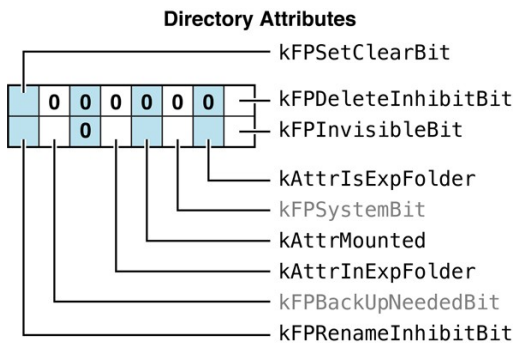 Directory Attributes
kFPSetClearBit
0 0 0 0 0 0
kFPDeleteInhibitBit
0
kFPInvisibleBit
kAttrIsExpFolder
kFPSystemBit
kAttrMounted
kAttrInExpFolder
kFPBackUpNeededBit
kFPRenameInhibitBit